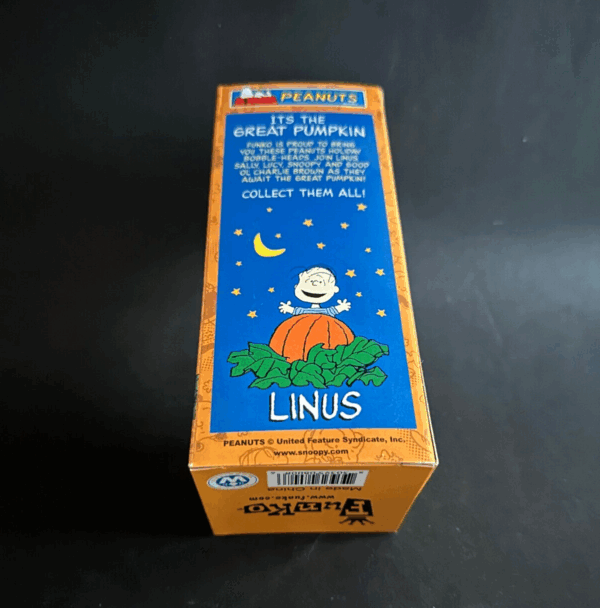 PEANUTS
ITS THE
GREAT PUMPKIN
FUNKO IS PROUD TO BRING
YOU THESE PEANUTS HOLIDAY
BOBBLE-HEADS. JOIN LINUS
SALLY, LUCY, SNOOPY AND GOOD
OL' CHARLIE BROWN AS THEY
AWAIT THE GREAT PUMPKIN!
COLLECT THEM ALL!
LINUS
PEANUTS © United Feature Syndicate, Inc.
www.snoopy.com
Made in China
www.funko.com
Funko